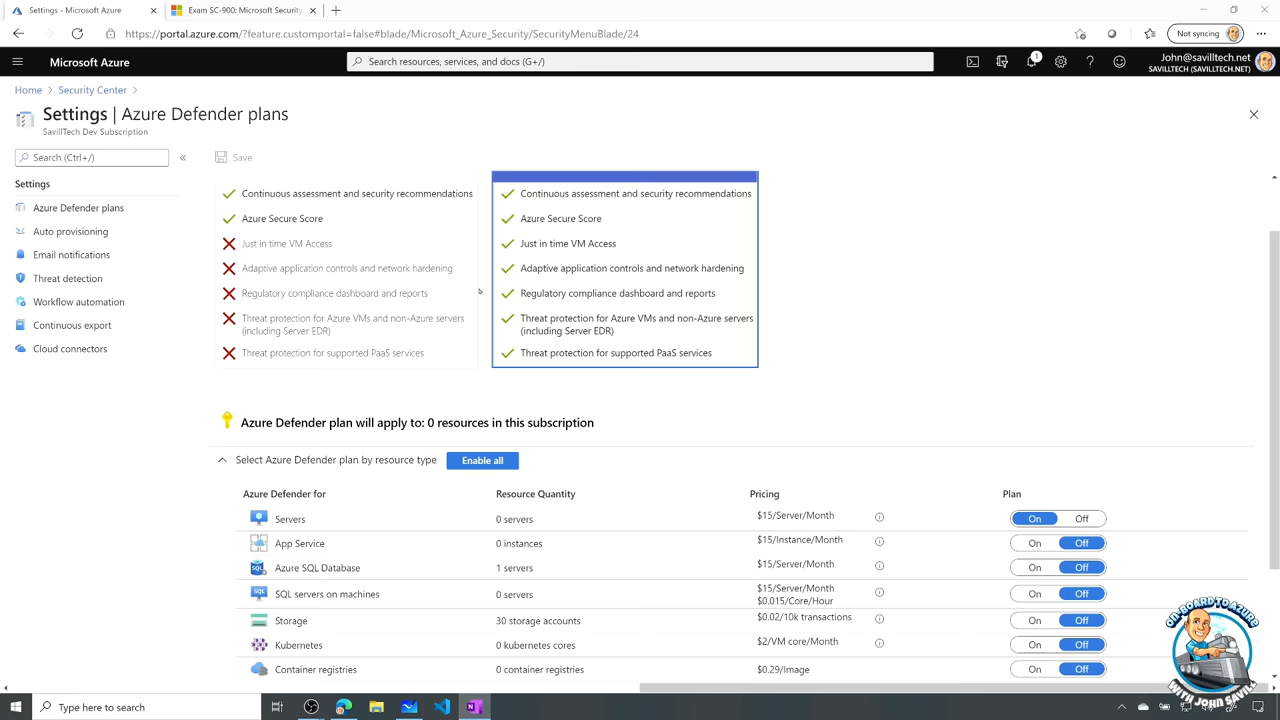 Settings - Microsoft Azure
Exam SC-900: Microsoft Security
https://portal.azure.com/?feature.customportal=false#blade/Microsoft_Azure_Security/SecurityMenuBlade/24
Not syncing
Microsoft Azure
Search resources, services, and docs (G+/)
1
John@savilltech.net
SAVILLTECH (SAVILLTECH.NET)
Home > Security Center >
Settings | Azure Defender plans
SavillTech Dev Subscription
Search (Ctrl+/)
«
Save
Settings
Azure Defender plans
Auto provisioning
Email notifications
Threat detection
Workflow automation
Continuous export
Cloud connectors
Continuous assessment and security recommendations
Azure Secure Score
Just in time VM Access
Adaptive application controls and network hardening
Regulatory compliance dashboard and reports
Threat protection for Azure VMs and non-Azure servers
(including Server EDR)
Threat protection for supported PaaS services
Continuous assessment and security recommendations
Azure Secure Score
Just in time VM Access
Adaptive application controls and network hardening
Regulatory compliance dashboard and reports
Threat protection for Azure VMs and non-Azure servers
(including Server EDR)
Threat protection for supported PaaS services
Azure Defender plan will apply to: 0 resources in this subscription
Select Azure Defender plan by resource type Enable all
Azure Defender for Resource Quantity Pricing Plan
Servers 0 servers $15/Server/Month On Off
App Service 0 instances $15/Instance/Month On Off
SQL Azure SQL Database 1 servers $15/Server/Month On Off
SQL SQL servers on machines 0 servers $15/Server/Month On Off
$0.015/Core/Hour
Storage 30 storage accounts $0.02/10k transactions On Off
Kubernetes 0 kubernetes cores $2/VM core/Month On Off
Container registries 0 container registries $0.29/Image On Off
ON-BOARD TO AZURE
WITH JOHN SAVILL
Type here to search